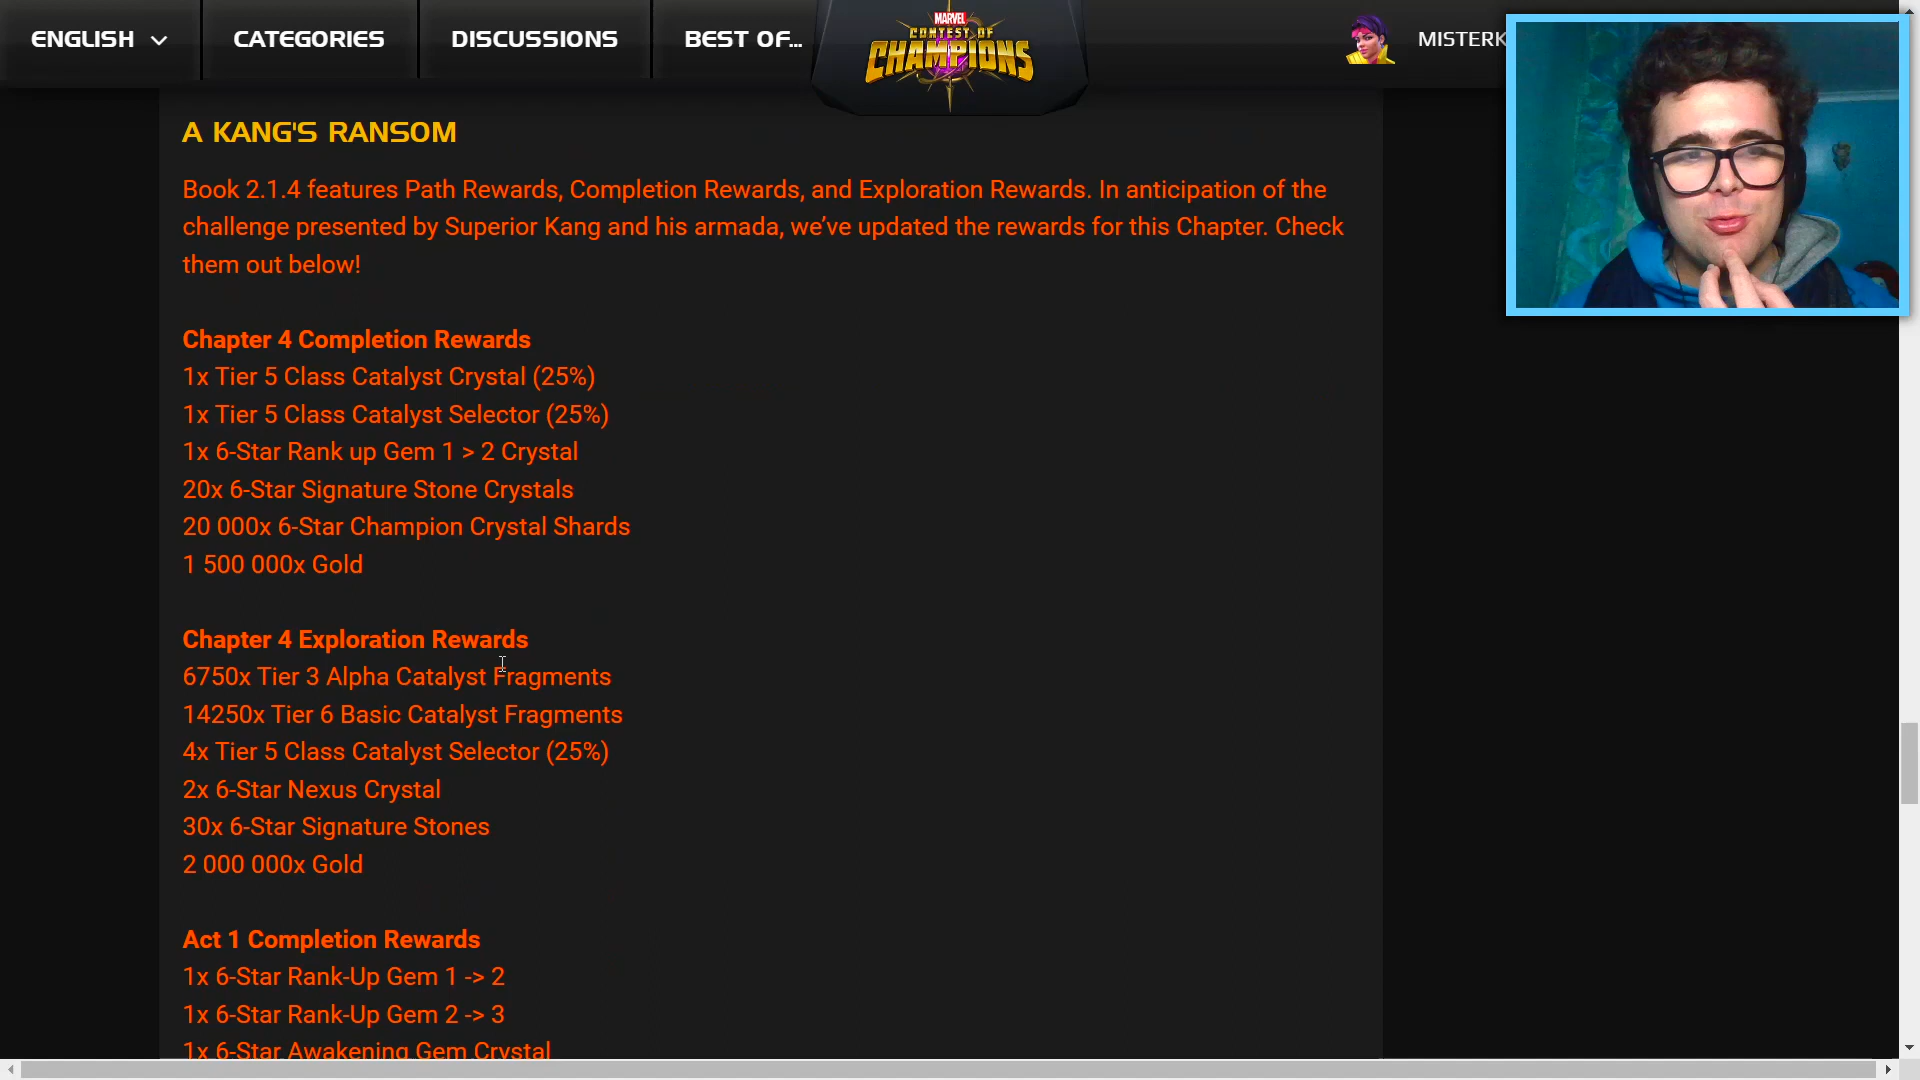 ENGLISH CATEGORIES DISCUSSIONS BEST OF... MARVEL CONTEST OF CHAMPIONS MISTERK
A KANG'S RANSOM
Book 2.1.4 features Path Rewards, Completion Rewards, and Exploration Rewards. In anticipation of the
challenge presented by Superior Kang and his armada, we’ve updated the rewards for this Chapter. Check
them out below!
Chapter 4 Completion Rewards
1x Tier 5 Class Catalyst Crystal (25%)
1x Tier 5 Class Catalyst Selector (25%)
1x 6-Star Rank up Gem 1 > 2 Crystal
20x 6-Star Signature Stone Crystals
20 000x 6-Star Champion Crystal Shards
1 500 000x Gold
Chapter 4 Exploration Rewards
6750x Tier 3 Alpha Catalyst Fragments
14250x Tier 6 Basic Catalyst Fragments
4x Tier 5 Class Catalyst Selector (25%)
2x 6-Star Nexus Crystal
30x 6-Star Signature Stones
2 000 000x Gold
Act 1 Completion Rewards
1x 6-Star Rank-Up Gem 1 -> 2
1x 6-Star Rank-Up Gem 2 -> 3
1x 6-Star Awakening Gem Crystal